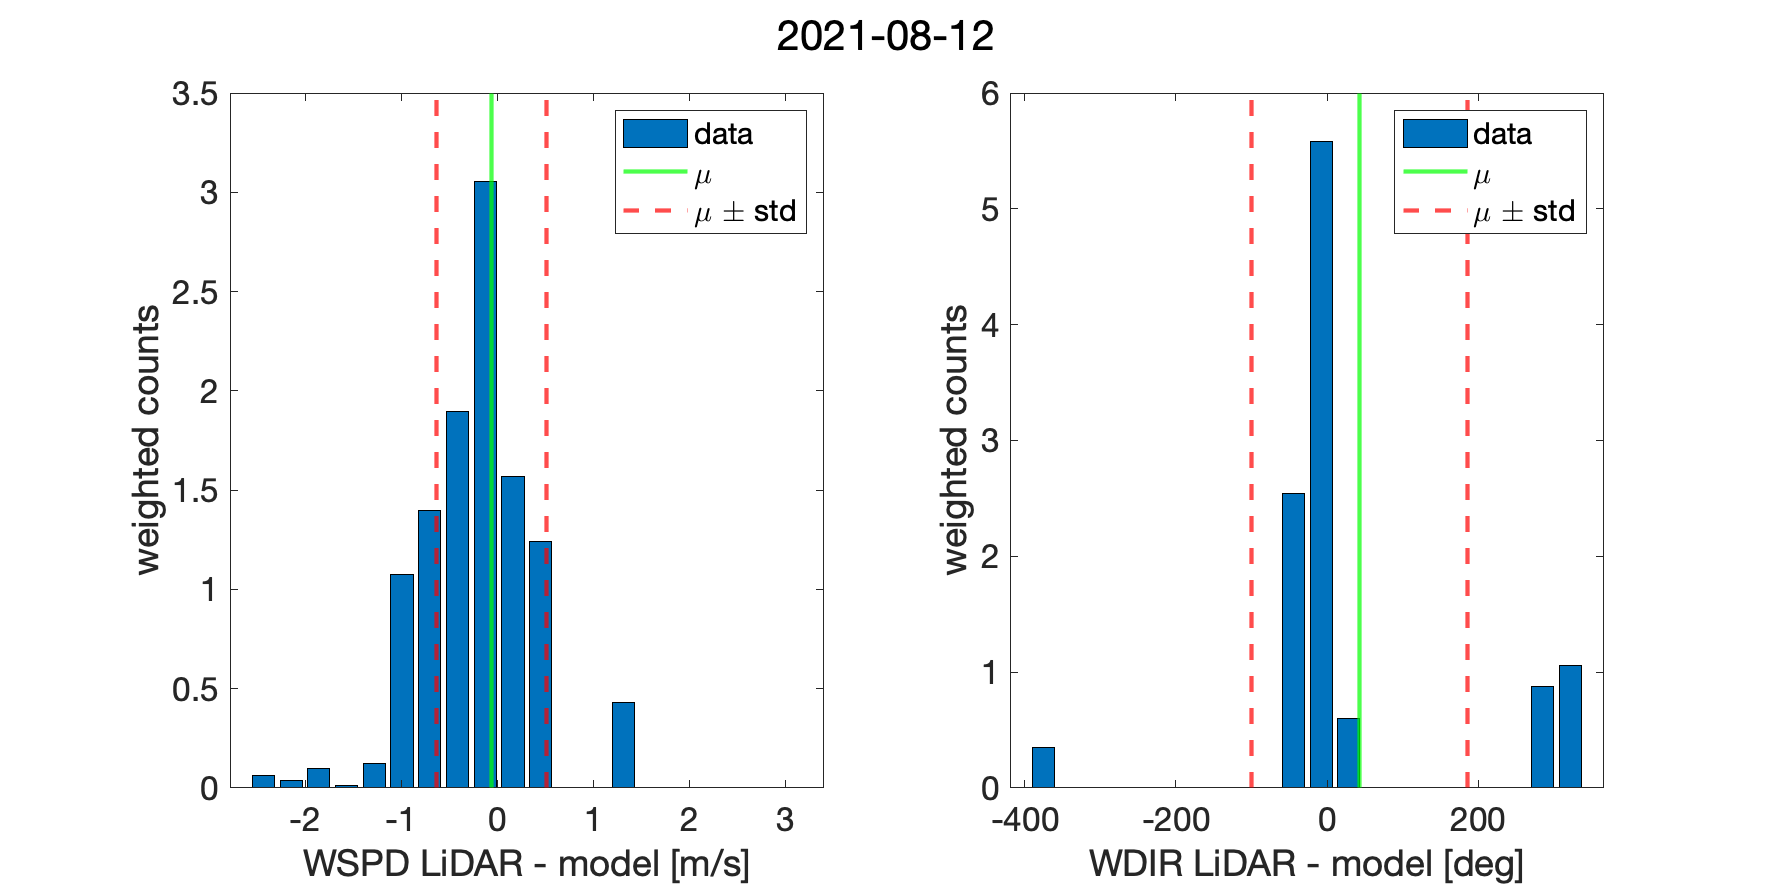 2021-08-12
3.5
3
2.5
2
1.5
1
0.5
0
weighted counts
-2 -1 0 1 2 3
WSPD LiDAR - model [m/s]
data
μ
μ ± std
6
5
4
3
2
1
0
weighted counts
-400 -200 0 200
WDIR LiDAR - model [deg]
data
μ
μ ± std